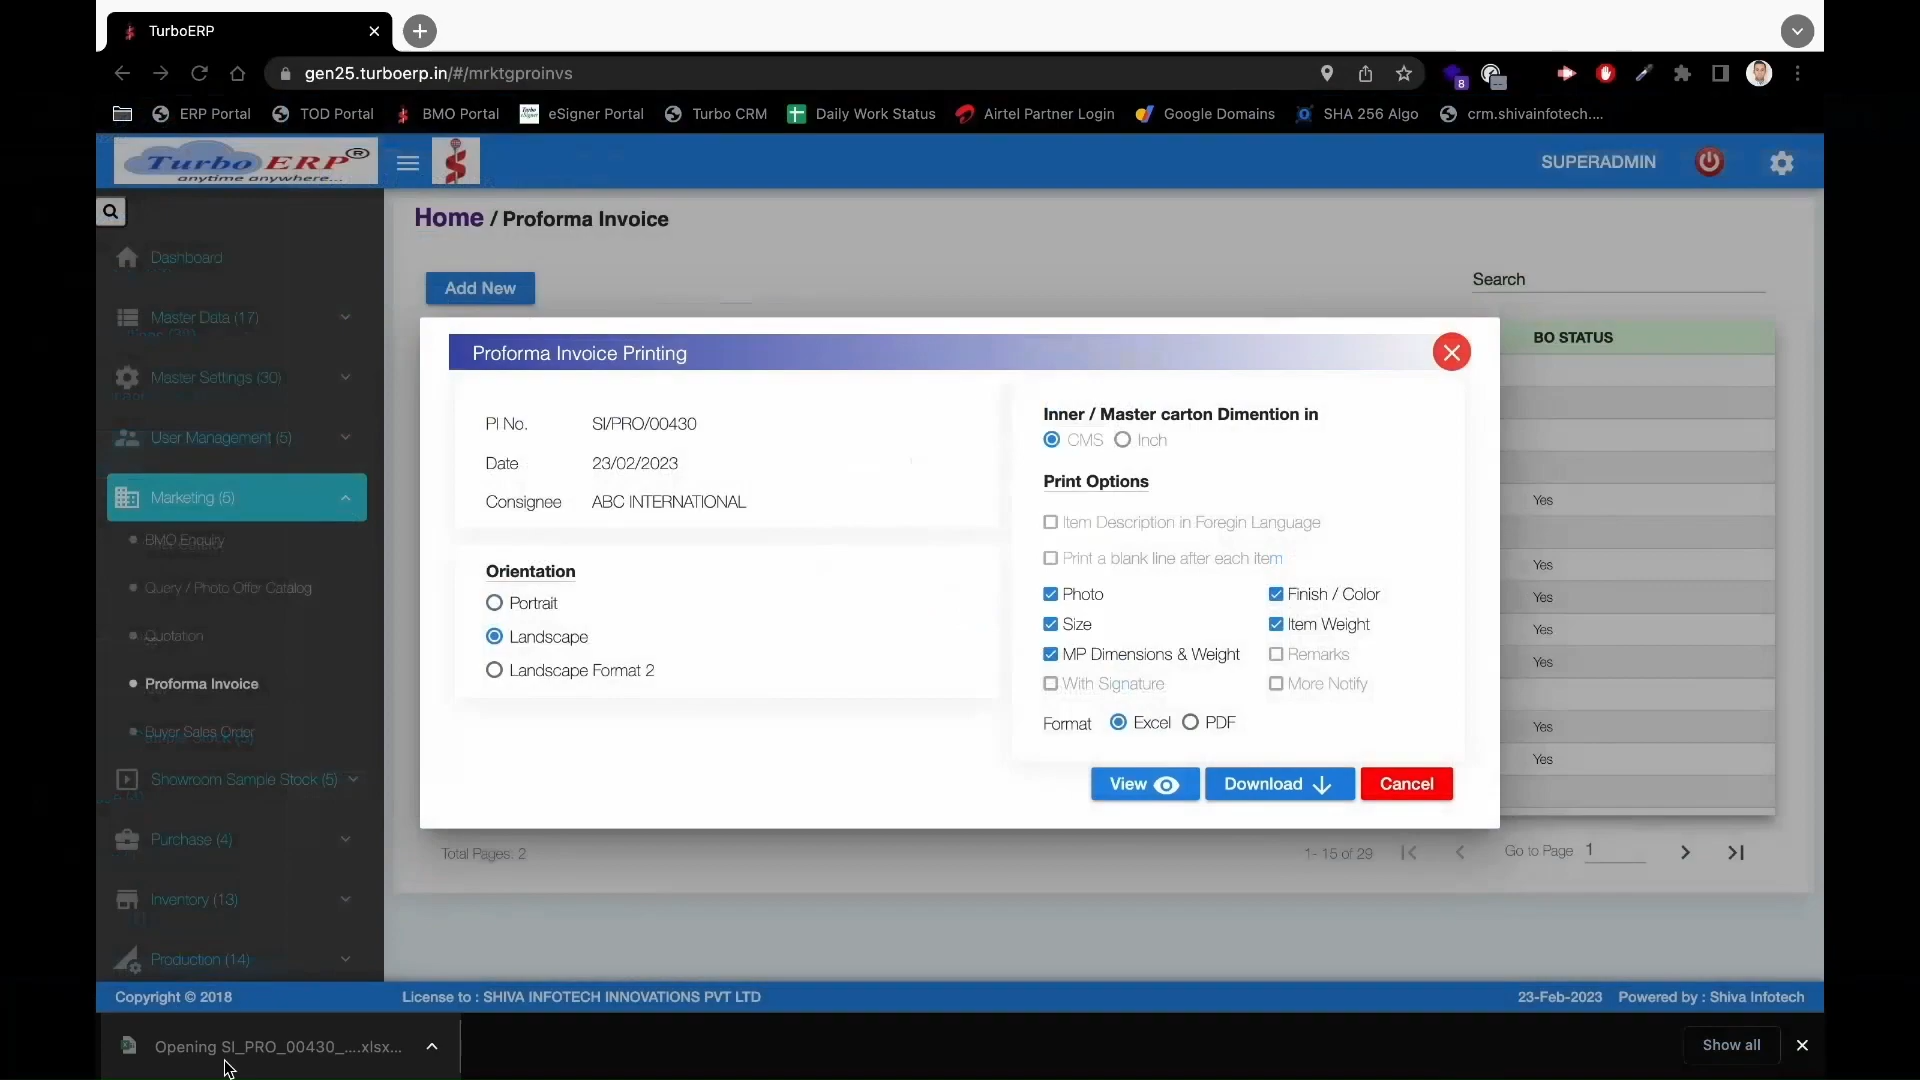 TurboERP
gen25.turboerp.in/#/mrktgproinvs
8
ERP Portal TOD Portal BMO Portal eSigner Portal Turbo CRM Daily Work Status Airtel Partner Login Google Domains SHA 256 Algo crm.shivainfotech....
Turbo ERP®
anytime anywhere...
SUPERADMIN
Home / Proforma Invoice
Dashboard
Add New
Search
Master Data (17)
BO STATUS
Proforma Invoice Printing
Master Settings (30)
PI No. SI/PRO/00430
Inner / Master carton Dimention in
CMS Inch
User Management (5)
Date 23/02/2023
Print Options
Marketing (5)
Consignee ABC INTERNATIONAL
Yes
Item Description in Foregin Language
BMO Enquiry
Print a blank line after each item
Yes
Orientation
Query / Photo Offer Catalog
Photo Finish / Color
Yes
Portrait
Size Item Weight
Yes
Quotation
Landscape
MP Dimensions & Weight Remarks
Yes
Landscape Format 2
Proforma Invoice
With Signature More Notify
Format Excel PDF
Yes
Buyer Sales Order
Yes
Showroom Sample Stock (5)
View Download Cancel
Purchase (4)
Total Pages: 2
1- 15 of 29
Go to Page 1
Inventory (13)
Production (14)
Copyright © 2018
License to : SHIVA INFOTECH INNOVATIONS PVT LTD
23-Feb-2023 Powered by : Shiva Infotech
Opening SI_PRO_00430_....xlsx...
Show all